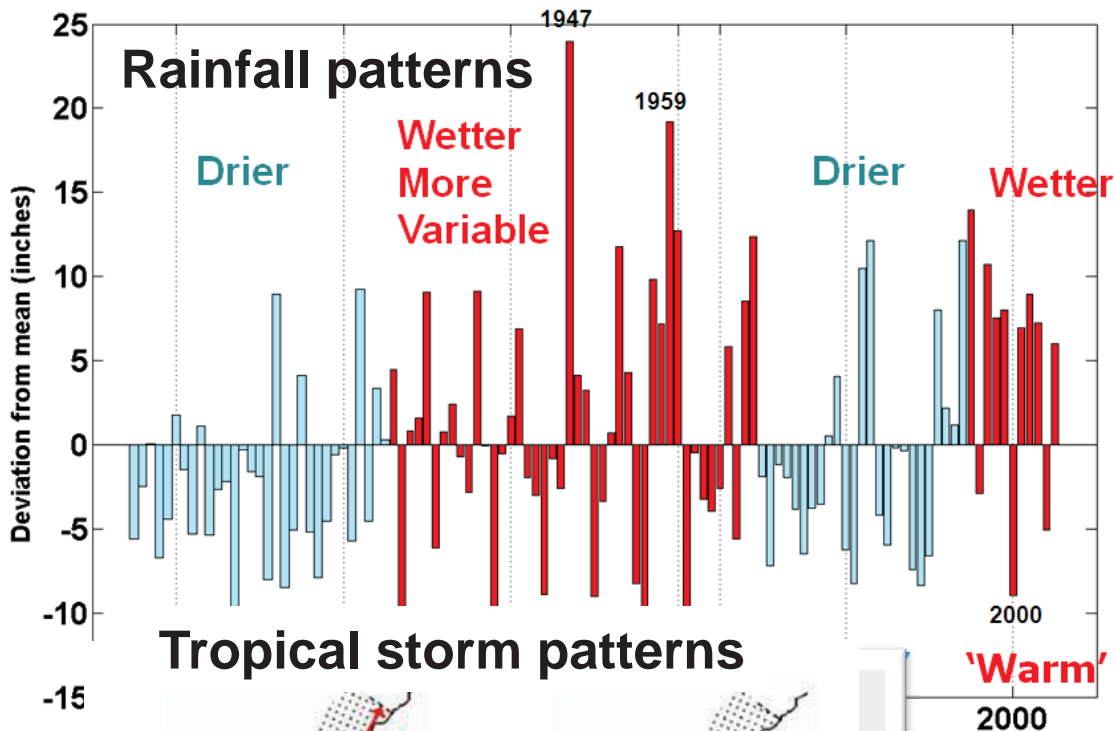 1947
25
Rainfall patterns
20
1959
Wetter
More
Variable
Drier
Drier
Wetter
15
10
5
0
-5
-10
-15
Deviation from mean (inches)
2000
Tropical storm patterns
'Warm'
2000